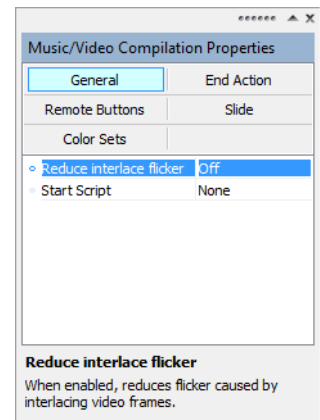 Music/Video Compilation Properties
General End Action
Remote Buttons Slide
Color Sets
Reduce interlace flicker Off
Start Script None
Reduce interlace flicker
When enabled, reduces flicker caused by
interlacing video frames.